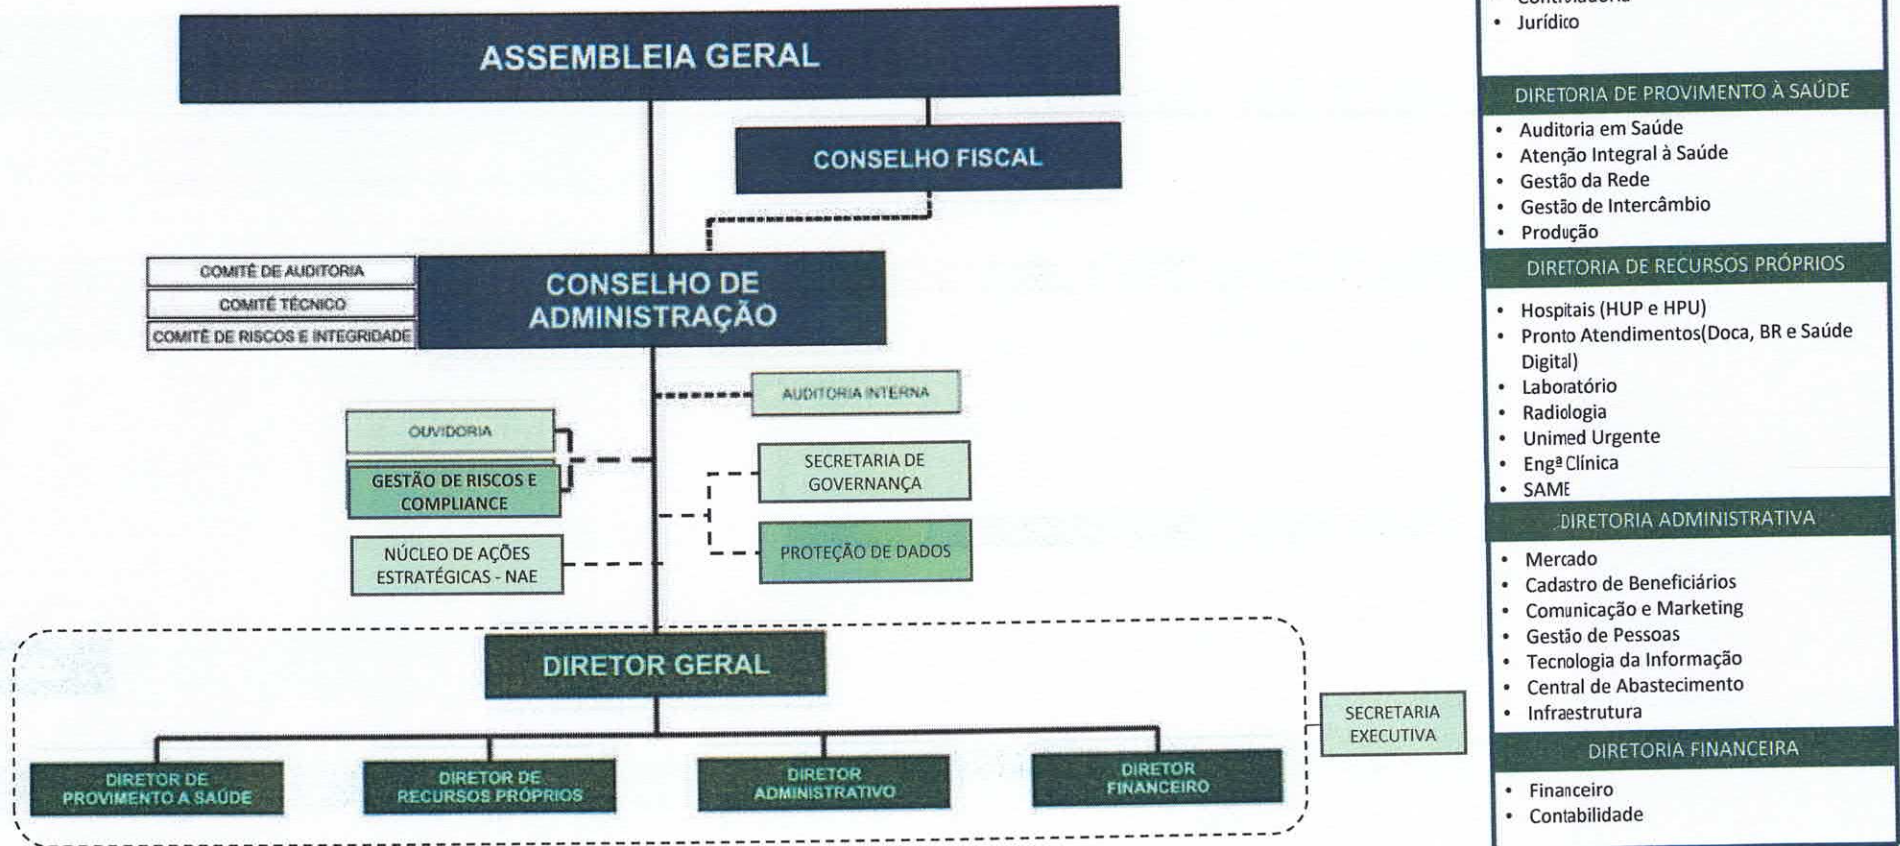 ASSEMBLEIA GERAL
CONSELHO FISCAL
COMITÊ DE AUDITORIA
COMITÊ TÉCNICO
COMITÊ DE RISCOS E INTEGRIDADE
CONSELHO DE
ADMINISTRAÇÃO
AUDITORIA INTERNA
OUVIDORIA
GESTÃO DE RISCOS E
COMPLIANCE
SECRETARIA DE
GOVERNANÇA
NÚCLEO DE AÇÕES
ESTRATÉGICAS - NAE
PROTEÇÃO DE DADOS
DIRETOR GERAL
DIRETOR DE
PROVIMENTO A SAÚDE
DIRETOR DE
RECURSOS PRÓPRIOS
DIRETOR
ADMINISTRATIVO
DIRETOR
FINANCEIRO
SECRETARIA
EXECUTIVA
• Jurídico
DIRETORIA DE PROVIMENTO À SAÚDE
• Auditoria em Saúde
• Atenção Integral à Saúde
• Gestão da Rede
• Gestão de Intercâmbio
• Produção
DIRETORIA DE RECURSOS PRÓPRIOS
• Hospitais (HUP e HPU)
• Pronto Atendimentos(Doca, BR e Saúde
Digital)
• Laboratório
• Radiologia
• Unimed Urgente
• Engª Clínica
• SAME
DIRETORIA ADMINISTRATIVA
• Mercado
• Cadastro de Beneficiários
• Comunicação e Marketing
• Gestão de Pessoas
• Tecnologia da Informação
• Central de Abastecimento
• Infraestrutura
DIRETORIA FINANCEIRA
• Financeiro
• Contabilidade